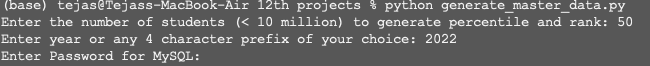 (base) tejas@Tejass-MacBook-Air 12th projects % python generate_master_data.py
Enter the number of students (< 10 million) to generate percentile and rank: 50
Enter year or any 4 character prefix of your choice: 2022
Enter Password for MySQL: